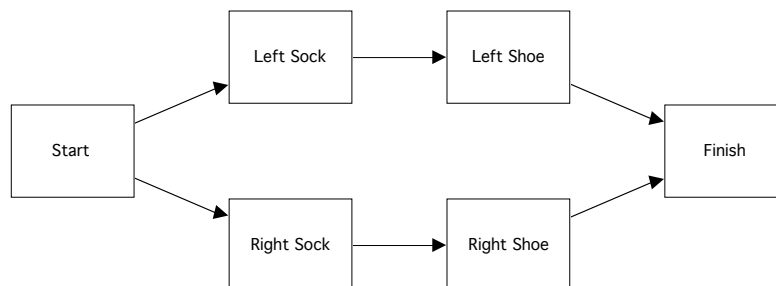 Left Sock
Left Shoe
Start
Finish
Right Sock
Right Shoe